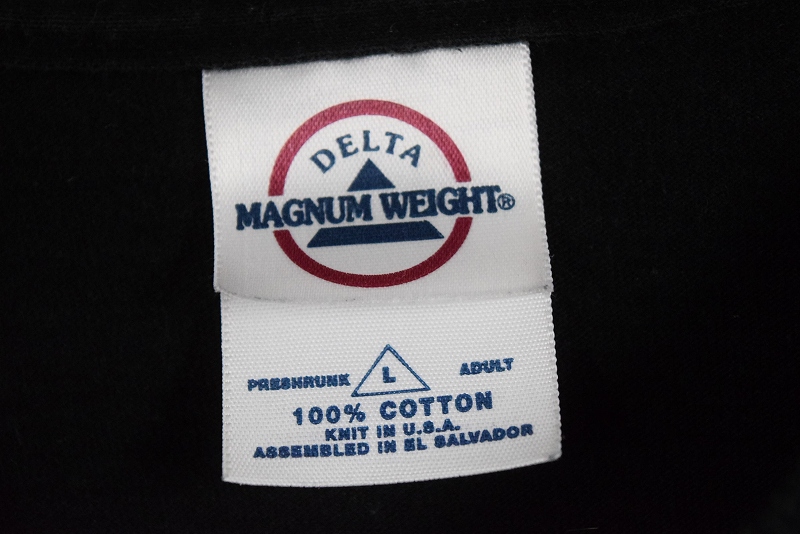 DELTA
MAGNUM WEIGHT®
PRESHRUNK L ADULT
100% COTTON
KNIT IN U.S.A.
ASSEMBLED IN EL SALVADOR